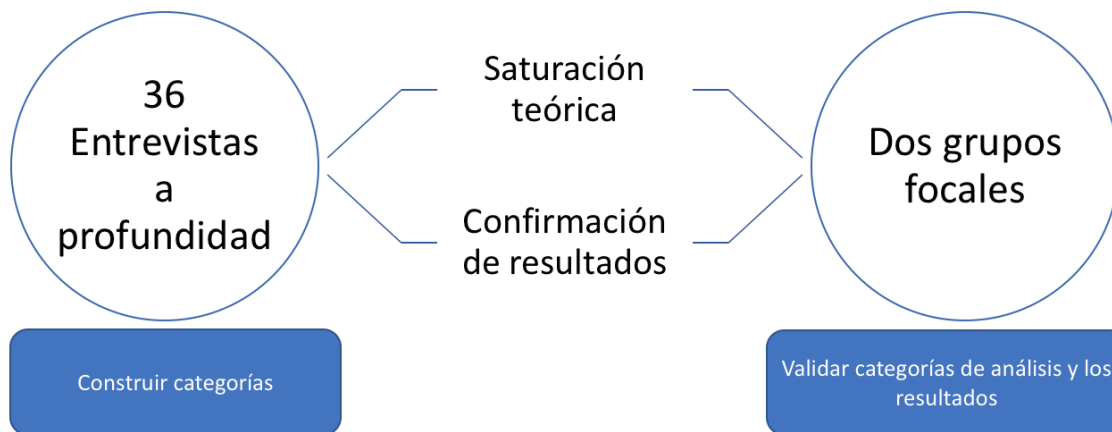 36
Entrevistas
a
profundidad
Saturación
teórica
Confirmación
de resultados
Dos grupos
focales
Construir categorías
Validar categorías de análisis y los
resultados